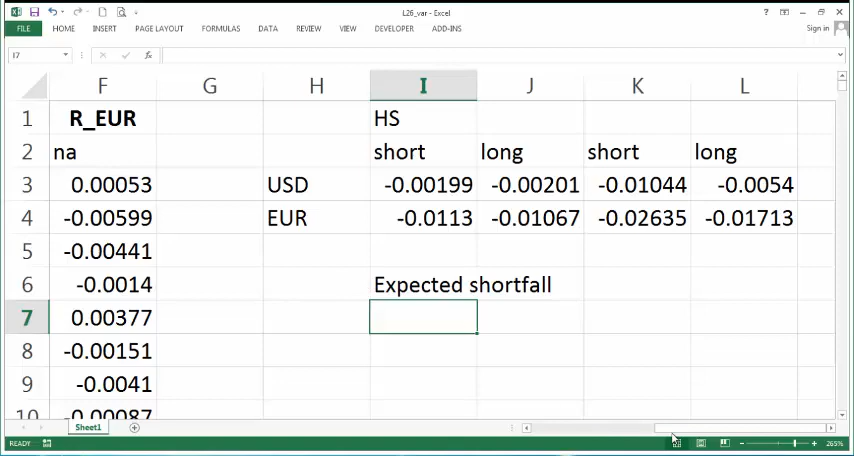 L26_var - Excel
Sign in
FILE HOME INSERT PAGE LAYOUT FORMULAS DATA REVIEW VIEW DEVELOPER ADD-INS
I7 fx
F G H I J K L
1 R_EUR HS
2 na short long short long
3 0.00053 USD -0.00199 -0.00201 -0.01044 -0.0054
4 -0.00599 EUR -0.0113 -0.01067 -0.02635 -0.01713
5 -0.00441
6 -0.0014 Expected shortfall
7 0.00377
8 -0.00151
9 -0.0041
10 -0.00087
Sheet1
READY 265%